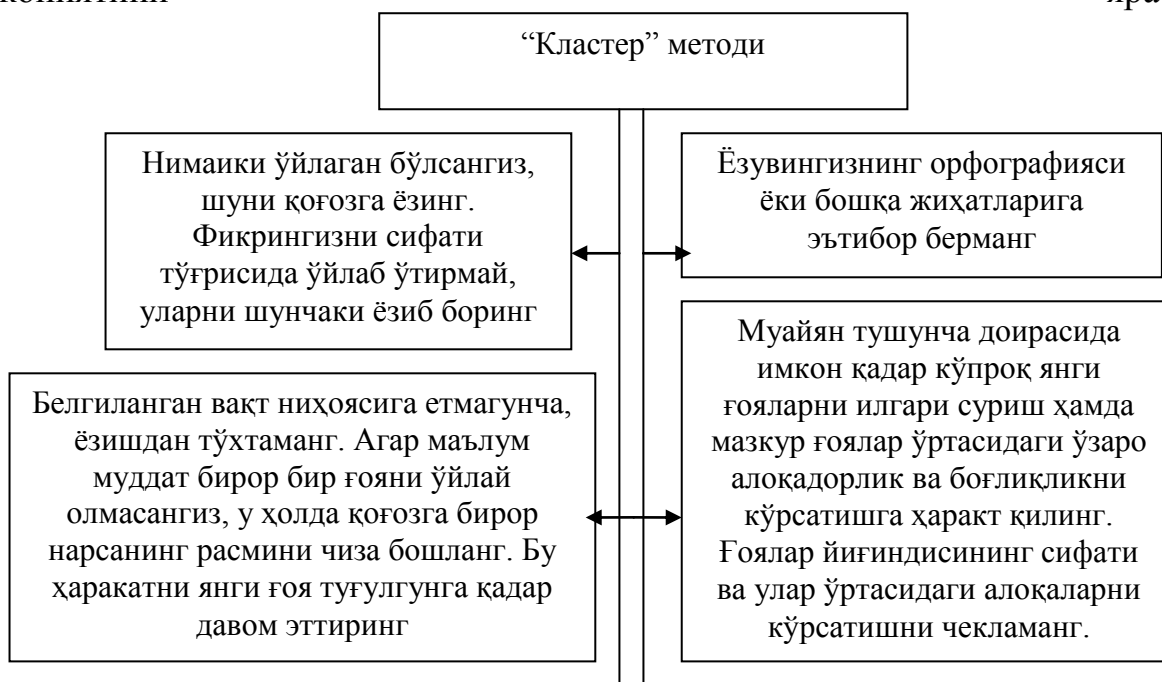 “Кластер” методи
Нимаики ўйлаган бўлсангиз,
шуни қоғозга ёзинг.
Фикрингизни сифати
тўғрисида ўйлаб ўтирмай,
уларни шунчаки ёзиб боринг
Ёзувингизнинг орфографияси
ёки бошқа жиҳатларига
эътибор берманг
Белгиланган вақт ниҳоясига етмагунча,
ёзишдан тўхтаманг. Агар маълум
муддат бирор бир ғояни ўйлай
олмасангиз, у ҳолда қоғозга бирор
нарсанинг расмини чиза бошланг. Бу
ҳаракатни янги ғоя туғулгунга қадар
давом эттиринг
Муайян тушунча доирасида
имкон қадар кўпроқ янги
ғояларни илгари суриш ҳамда
мазкур ғоялар ўртасидаги ўзаро
алоқадорлик ва боғлиқликни
кўрсатишга ҳаракт қилинг.
Ғоялар йиғиндисининг сифати
ва улар ўртасидаги алоқаларни
кўрсатишни чекламанг.